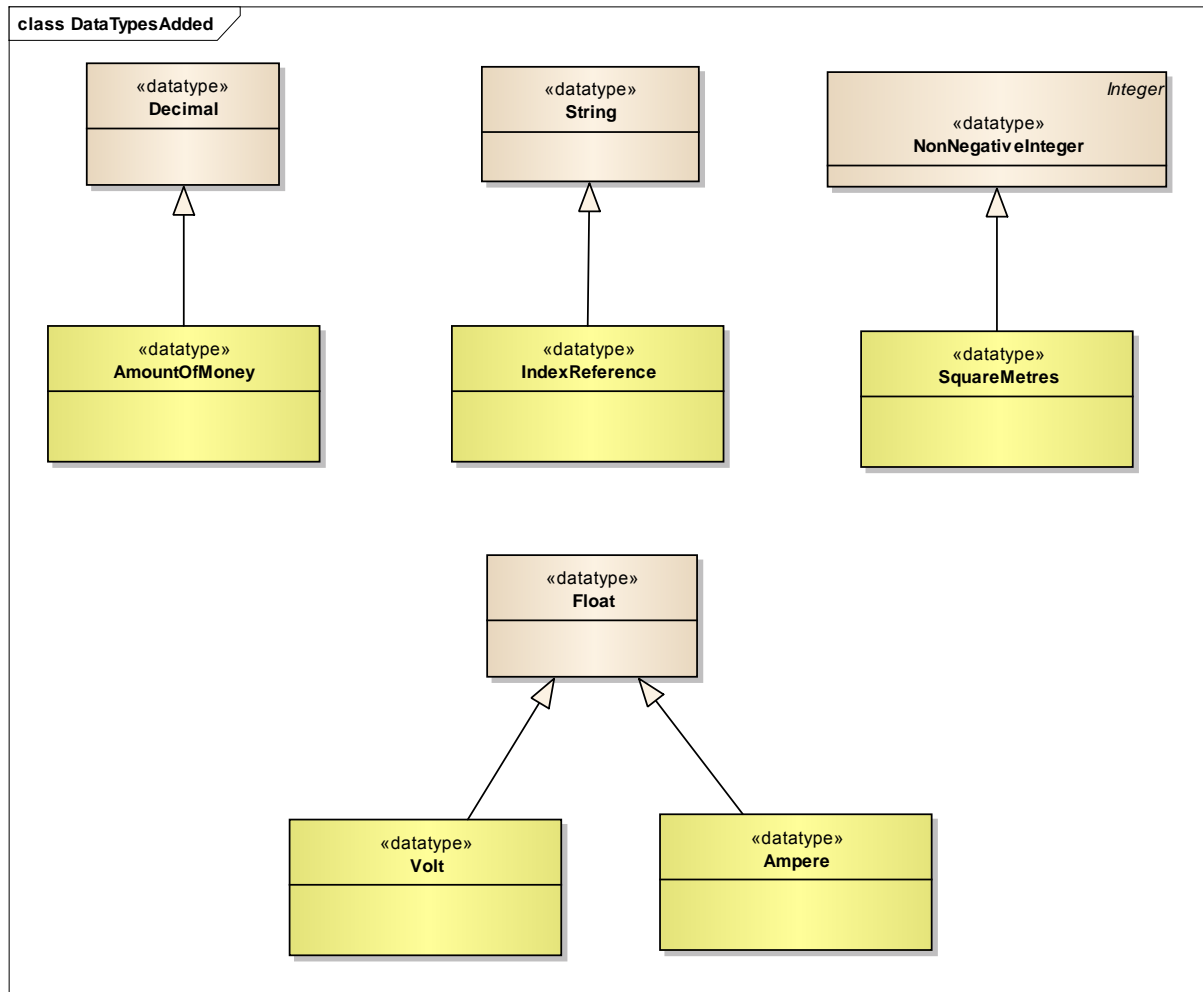 class DataTypesAdded
«datatype»
Decimal
«datatype»
String
Integer
«datatype»
NonNegativeInteger
«datatype»
AmountOfMoney
«datatype»
IndexReference
«datatype»
SquareMetres
«datatype»
Float
«datatype»
Volt
«datatype»
Ampere